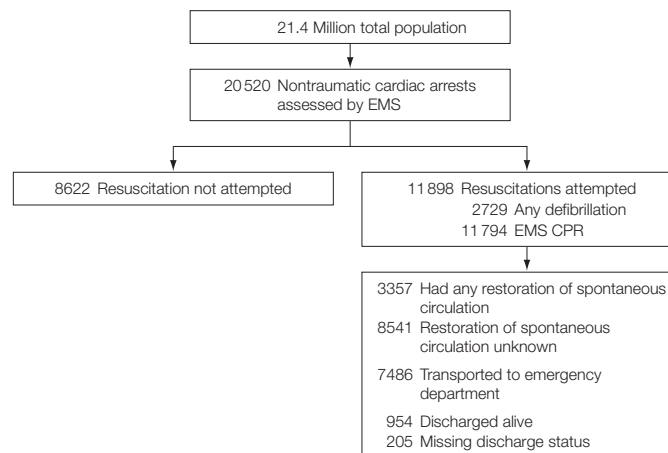 21.4 Million total population
20 520 Nontraumatic cardiac arrests
assessed by EMS
8622 Resuscitation not attempted
11 898 Resuscitations attempted
2729 Any defibrillation
11 794 EMS CPR
3357 Had any restoration of spontaneous
circulation
8541 Restoration of spontaneous
circulation unknown
7486 Transported to emergency
department
954 Discharged alive
205 Missing discharge status